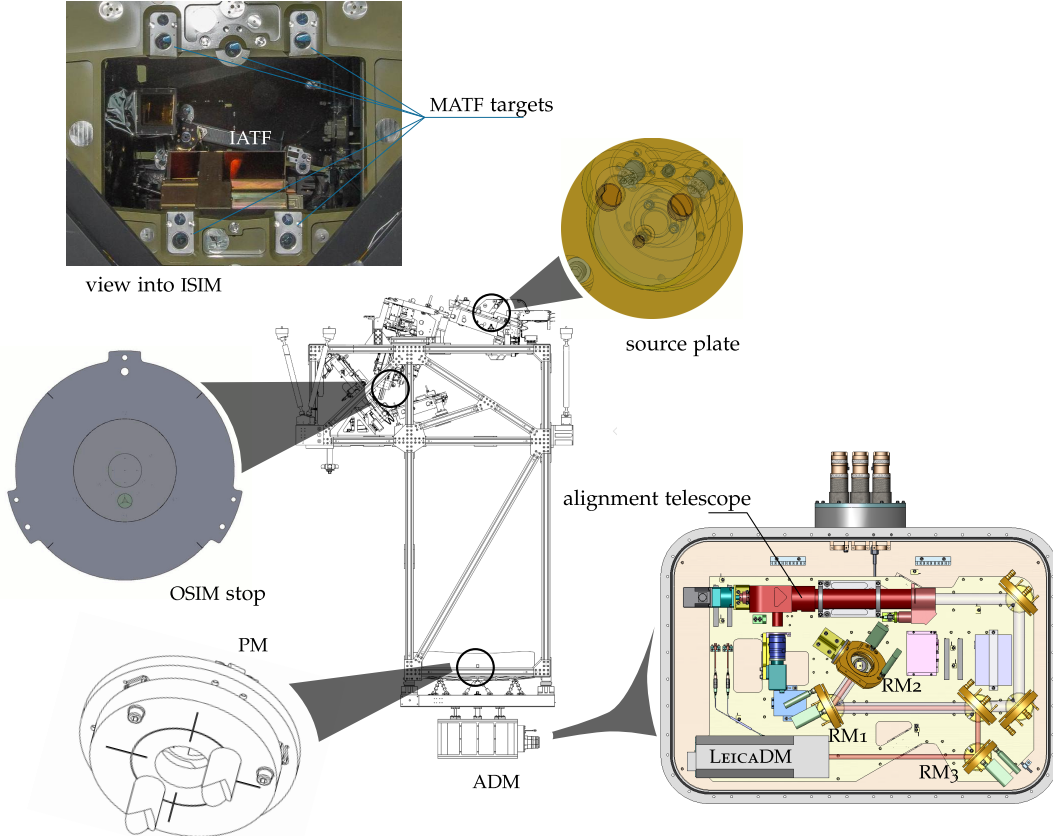 MATF targets
IATF
view into ISIM
source plate
alignment telescope
OSIM stop
PM
RM2
RM1
LEICADM
RM3
ADM